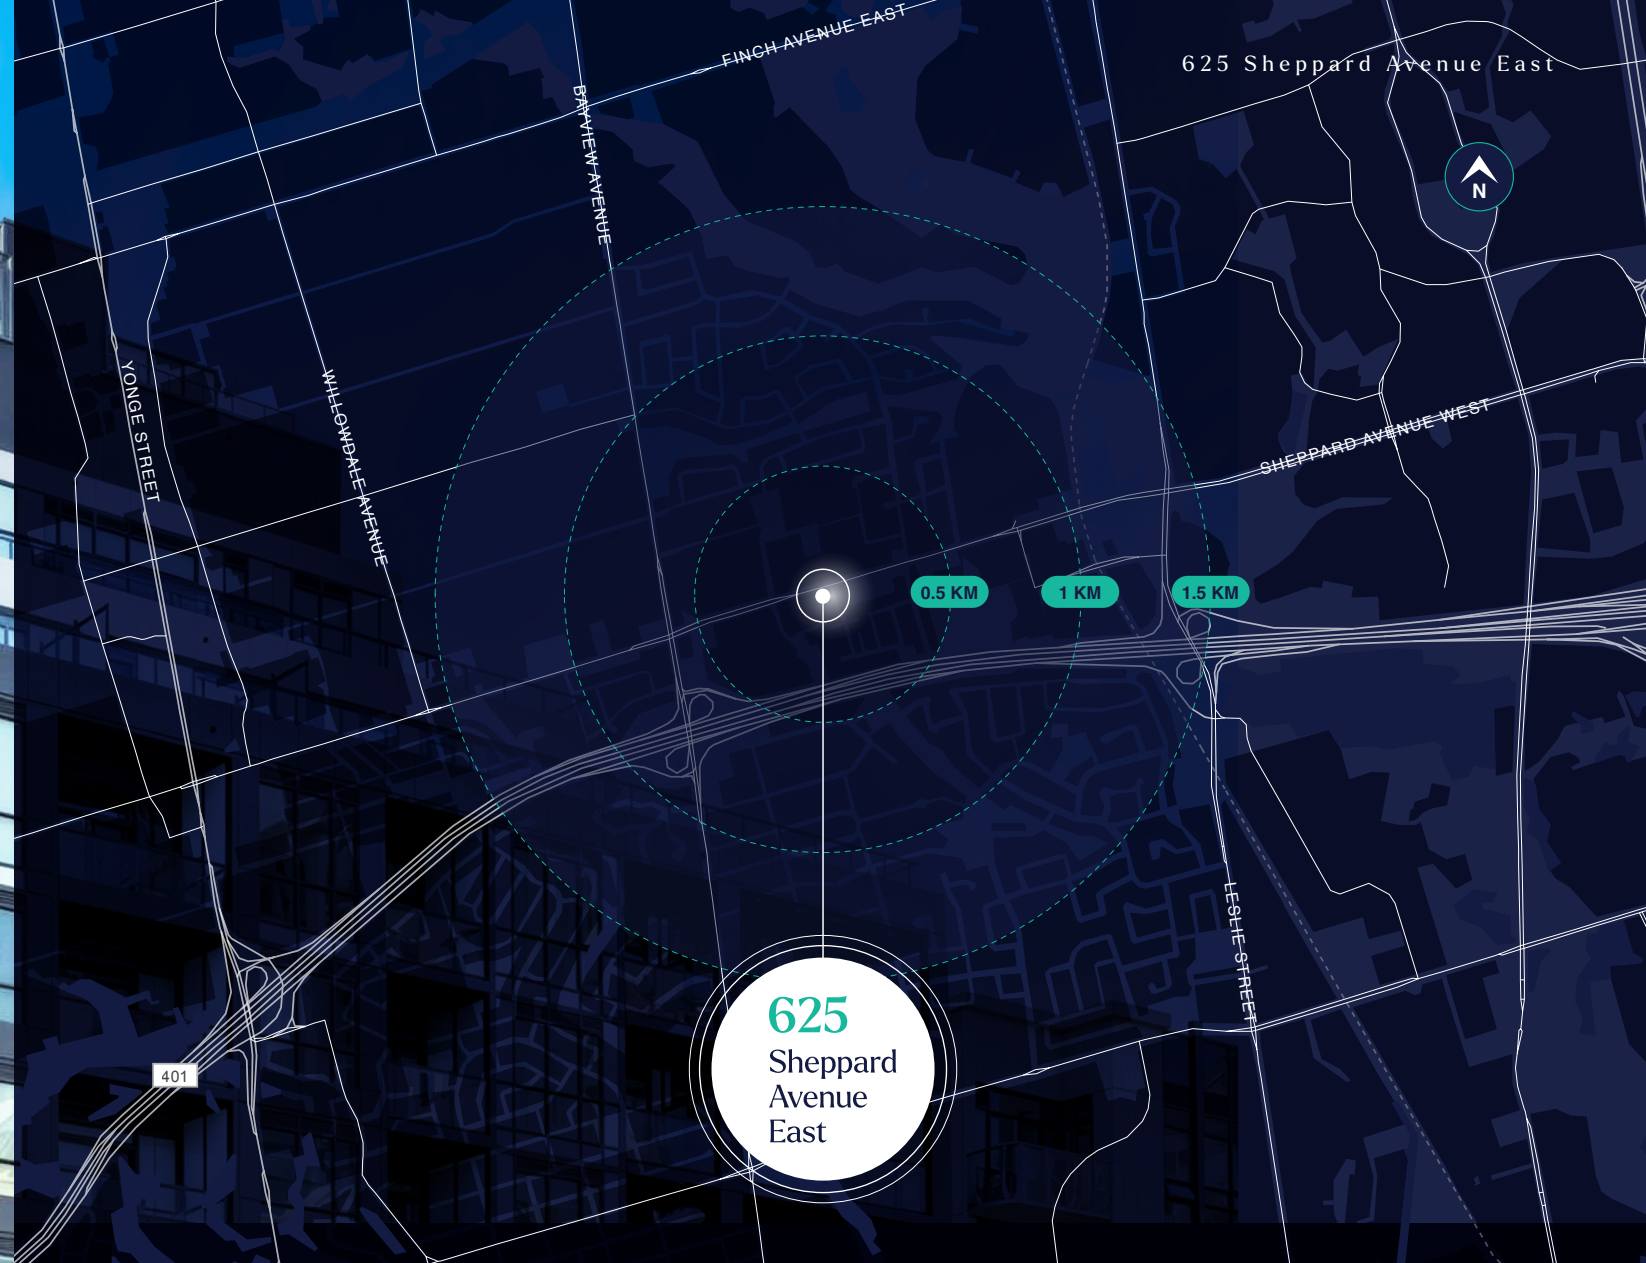 FINCH AVENUE EAST
625 Sheppard Avenue East
BAYVIEW AVENUE
N
YONGE STREET
WILLOWDALE AVENUE
SHEPPARD AVENUE WEST
0.5 KM
1 KM
1.5 KM
LESLIE STREET
401
625
Sheppard
Avenue
East